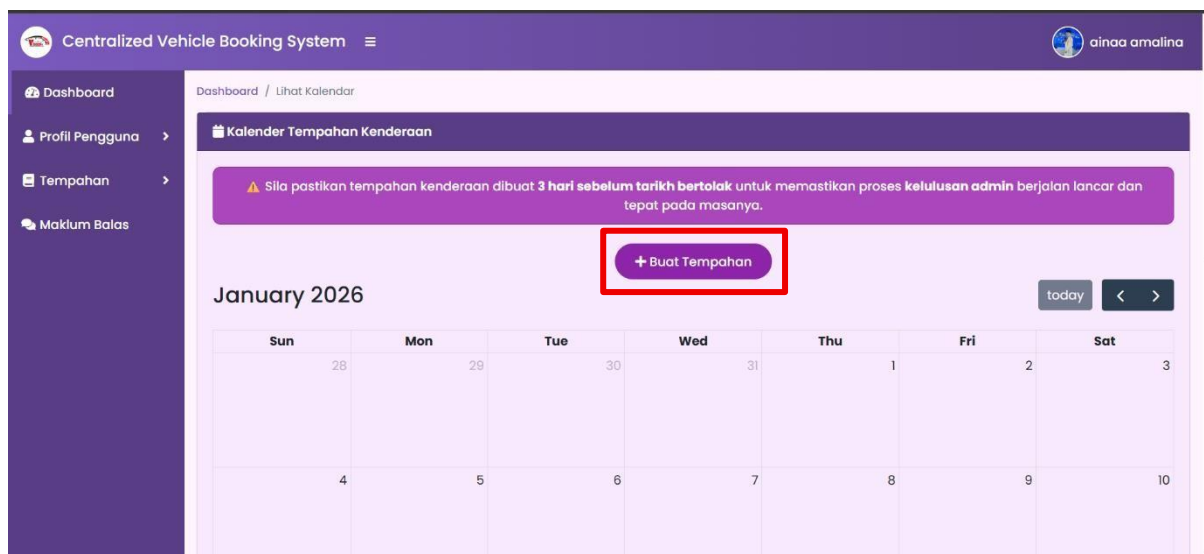 Centralized Vehicle Booking System
ainaa amalina
Dashboard
Profil Pengguna
Tempahan
Maklum Balas
Dashboard / Lihat Kalendar
Kalender Tempahan Kenderaan
Sila pastikan tempahan kenderaan dibuat 3 hari sebelum tarikh bertolak untuk memastikan proses kelulusan admin berjalan lancar dan
tepat pada masanya.
+ Buat Tempahan
January 2026
today < >
Sun Mon Tue Wed Thu Fri Sat
28 29 30 31 1 2 3
4 5 6 7 8 9 10